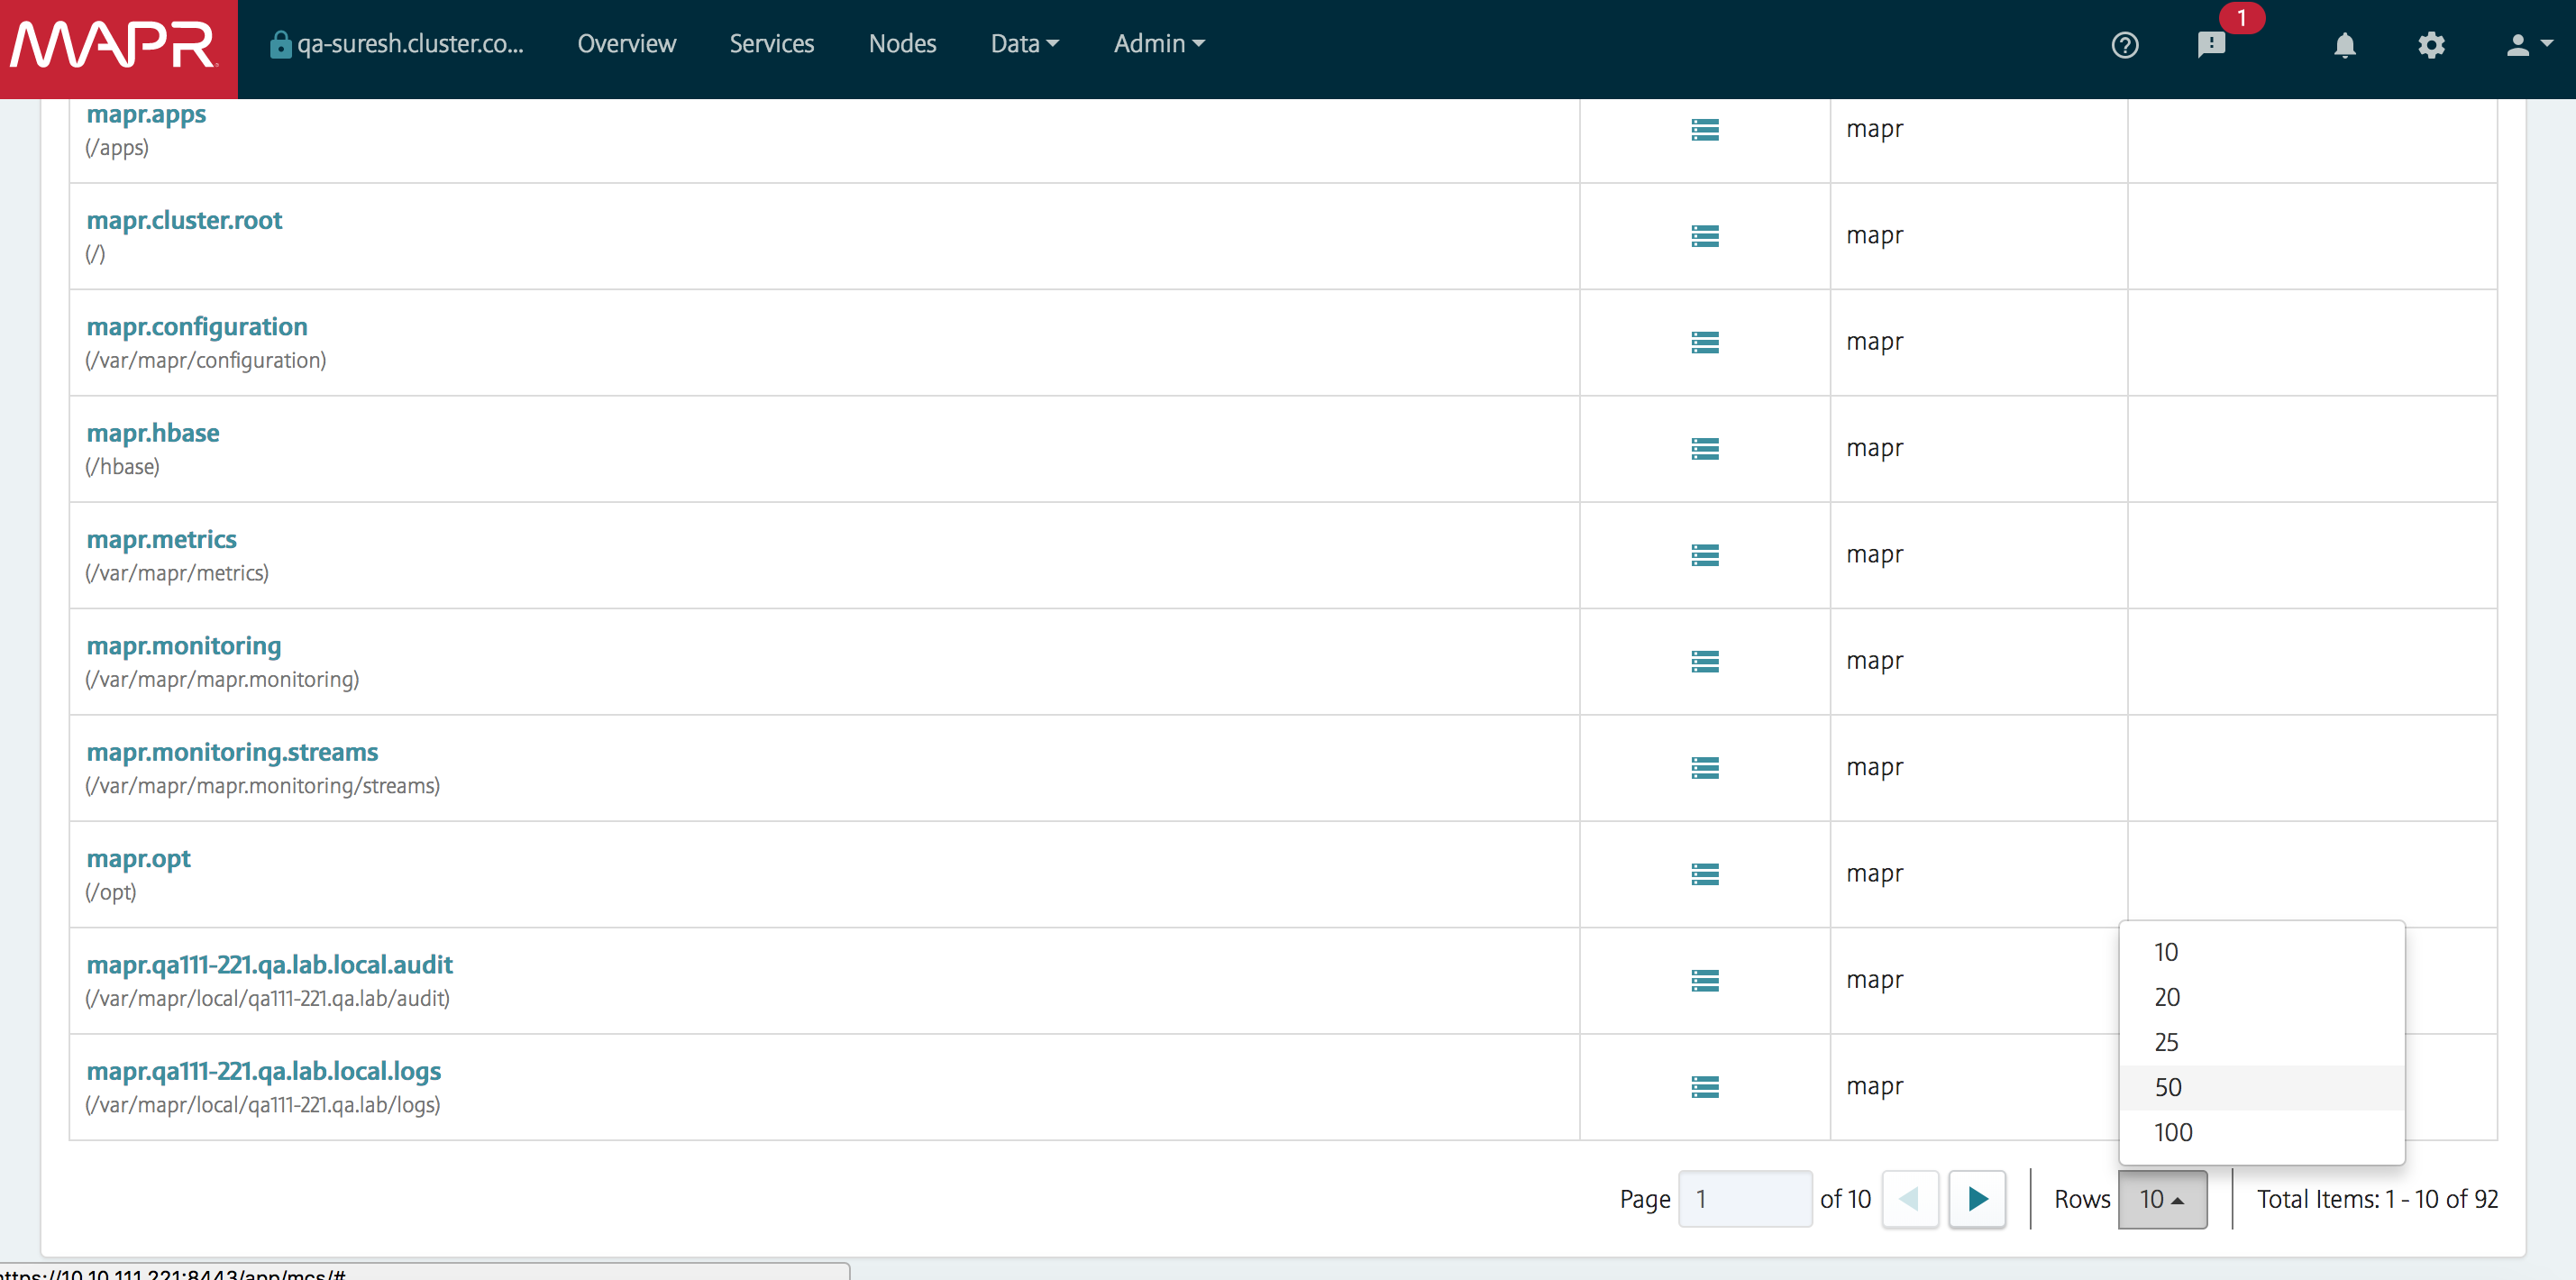 MAPR qa-suresh.cluster.co... Overview Services Nodes Data Admin 1
mapr.apps mapr
(/apps)
mapr.cluster.root mapr
(/)
mapr.configuration mapr
(/var/mapr/configuration)
mapr.hbase mapr
(/hbase)
mapr.metrics mapr
(/var/mapr/metrics)
mapr.monitoring mapr
(/var/mapr/mapr.monitoring)
mapr.monitoring.streams mapr
(/var/mapr/mapr.monitoring/streams)
mapr.opt mapr
(/opt)
mapr.qa111-221.qa.lab.local.audit mapr
(/var/mapr/local/qa111-221.qa.lab/audit)
mapr.qa111-221.qa.lab.local.logs mapr
(/var/mapr/local/qa111-221.qa.lab/logs)
10
20
25
50
100
Page 1 of 10 Rows 10 Total Items: 1 - 10 of 92
https://10.10.111.221:8443/app/mcs/#